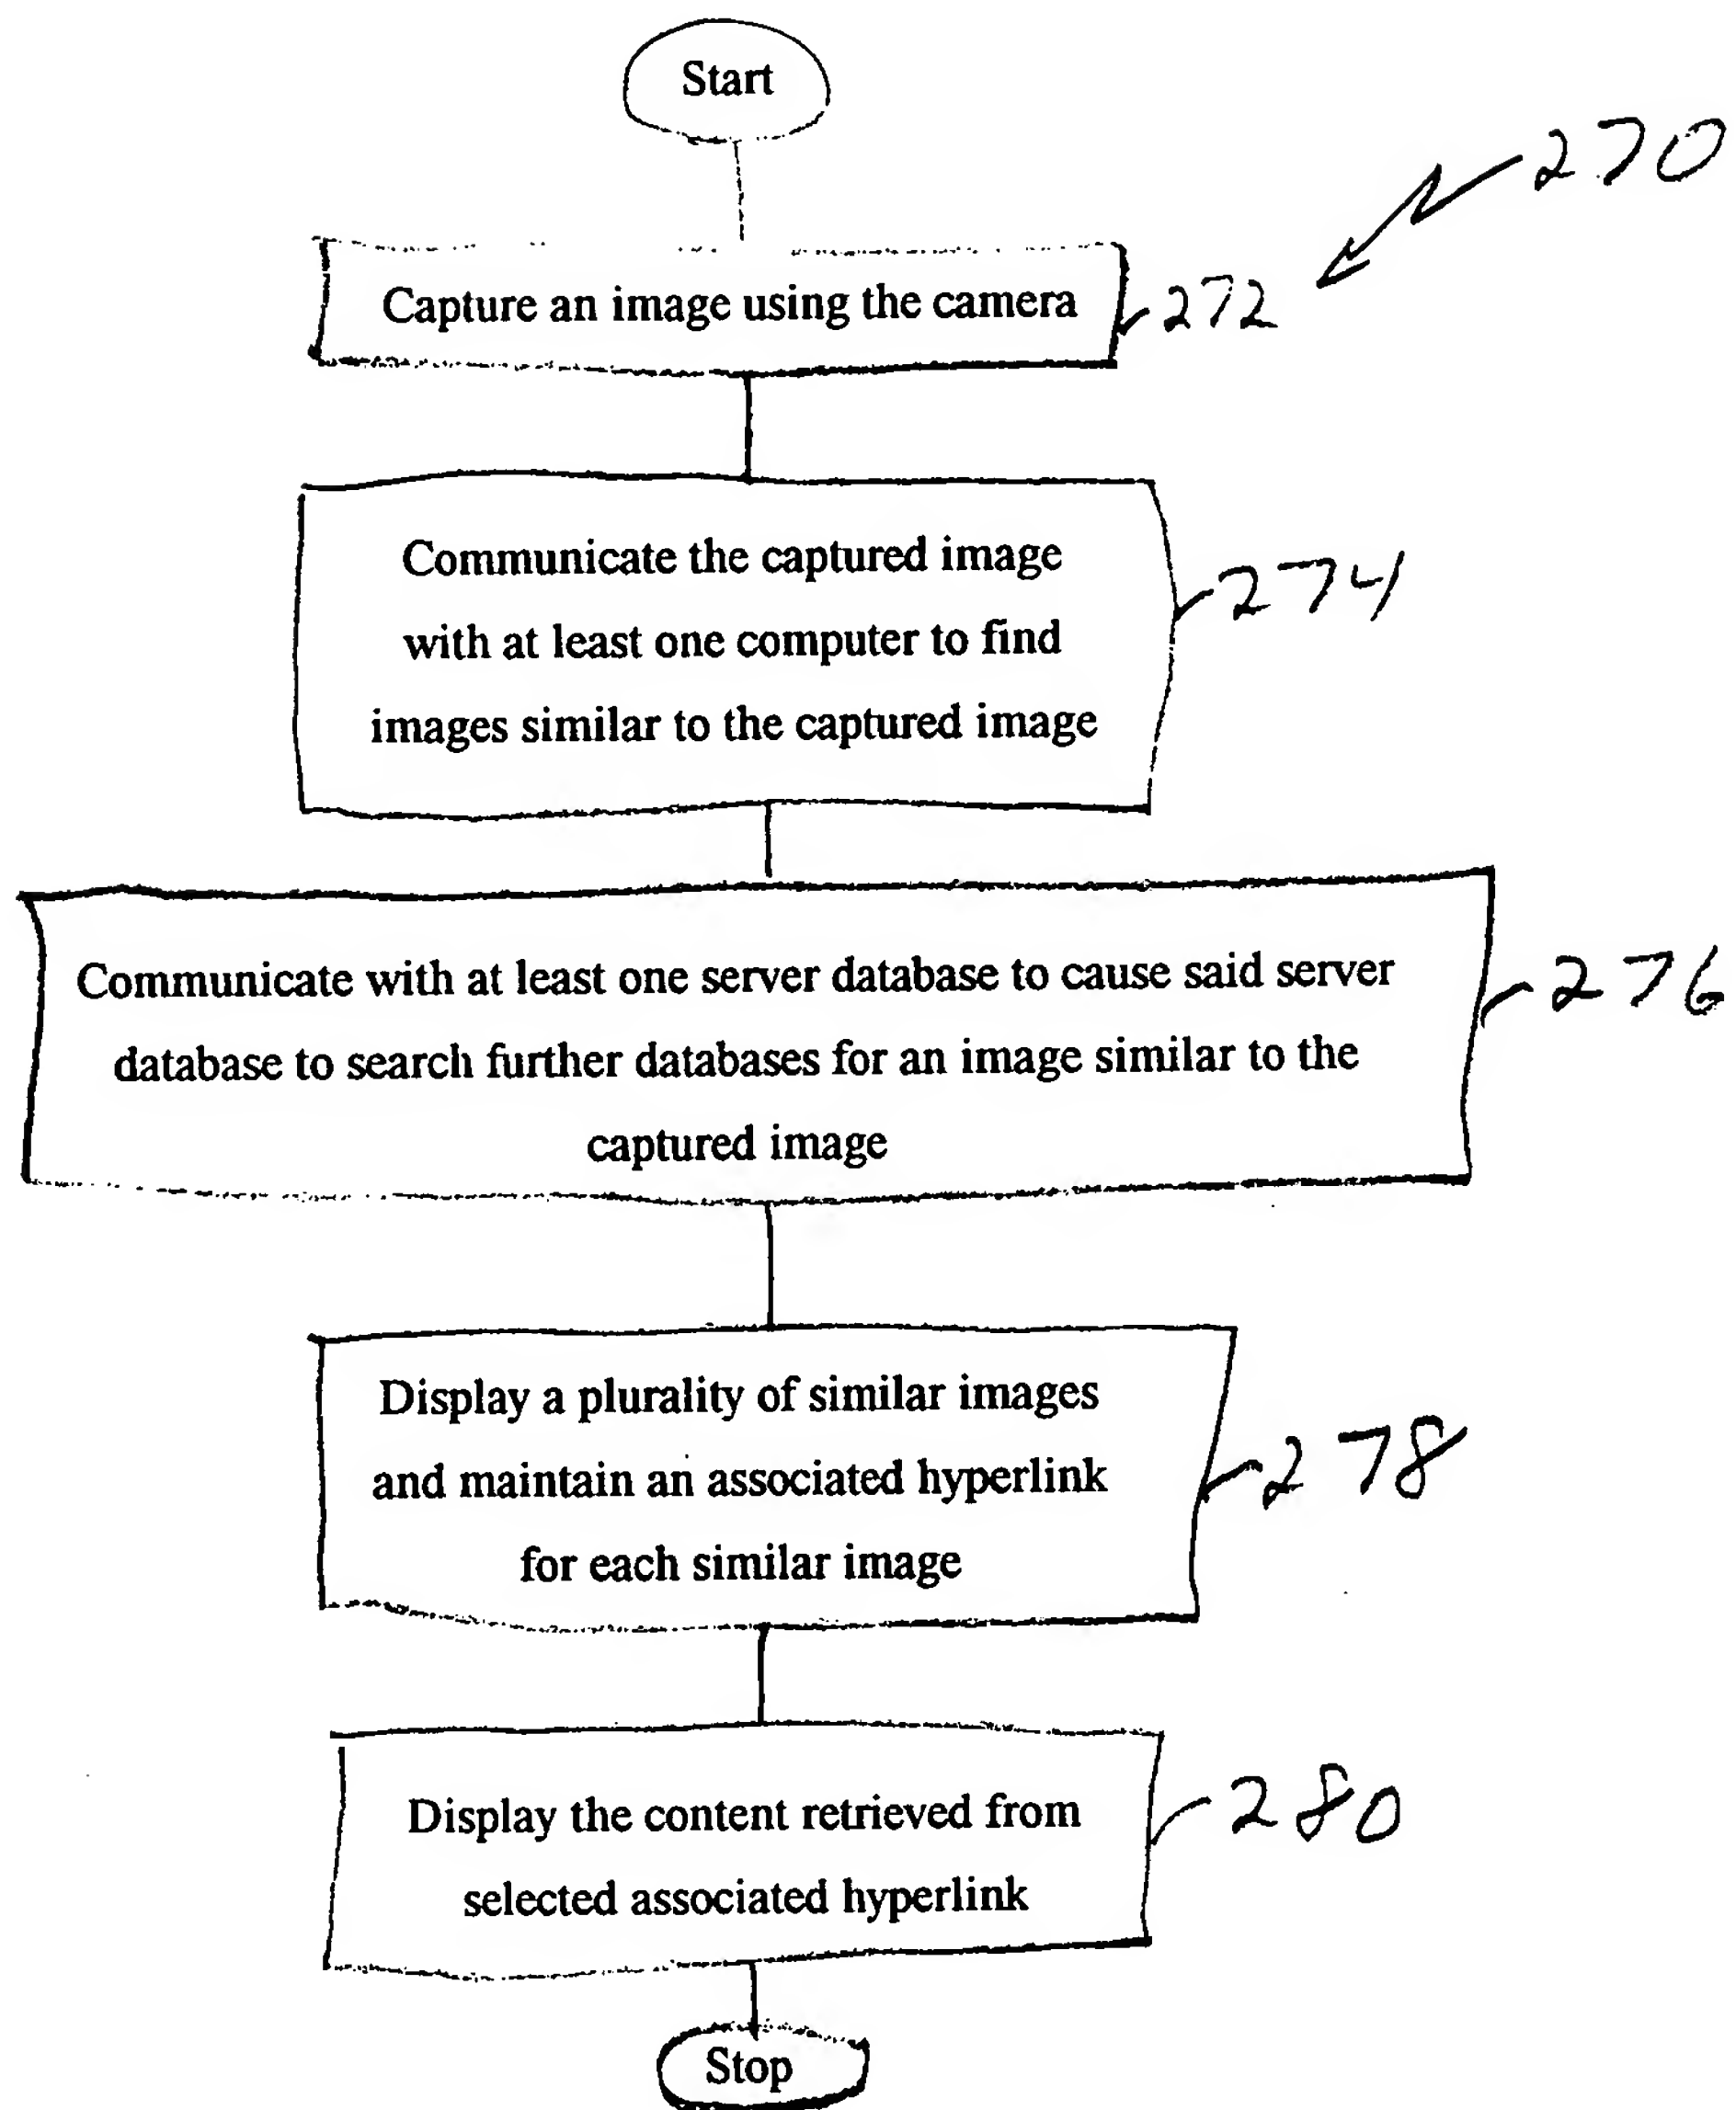 Start
270
Capture an image using the camera
272
Communicate the captured image
with at least one computer to find
images similar to the captured image
274
Communicate with at least one server database to cause said server
database to search further databases for an image similar to the
captured image
276
Display a plurality of similar images
and maintain an associated hyperlink
for each similar image
278
Display the content retrieved from
selected associated hyperlink
280
Stop